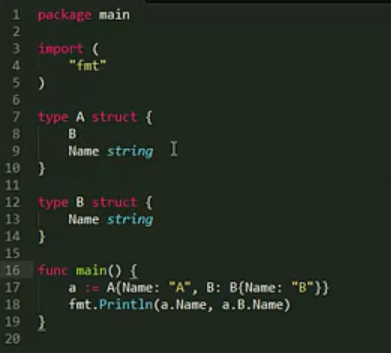 1 package main
2
3 import (
4     "fmt"
5 )
6
7 type A struct {
8     B
9     Name string
10 }
11
12 type B struct {
13     Name string
14 }
15
16 func main() {
17     a := A{Name: "A", B: B{Name: "B"}}
18     fmt.Println(a.Name, a.B.Name)
19 }
20